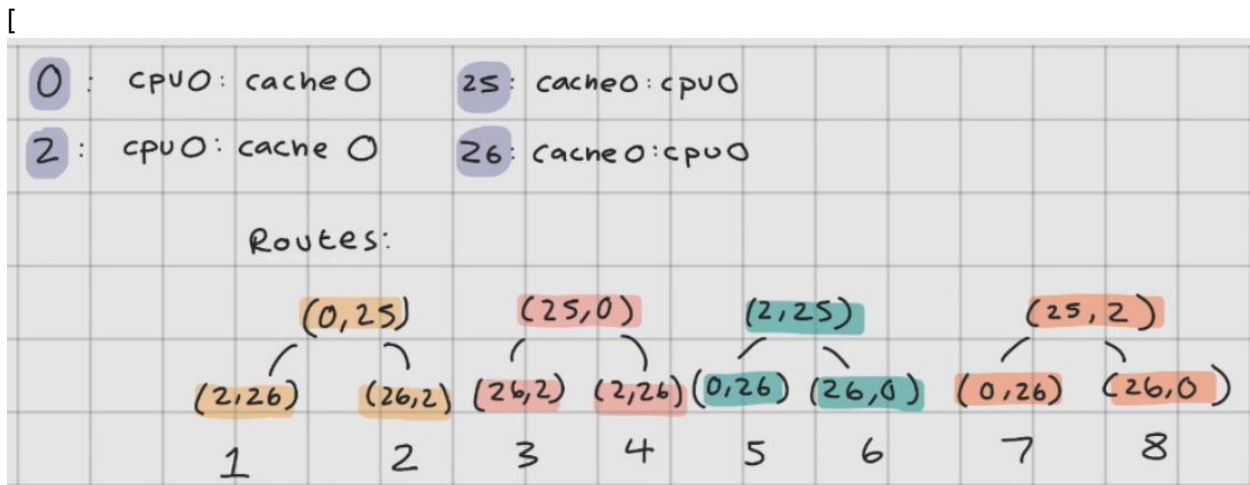 [
0 : cpu0: cache 0 25: cache0: cpu0
2 : cpu0: cache 0 26: cache0:cpu0
Routes:
(0,25) (25,0) (2,25) (25,2)
(2,26) (26,2) (26,2) (2,26) (0,26) (26,0) (0,26) (26,0)
1 2 3 4 5 6 7 8